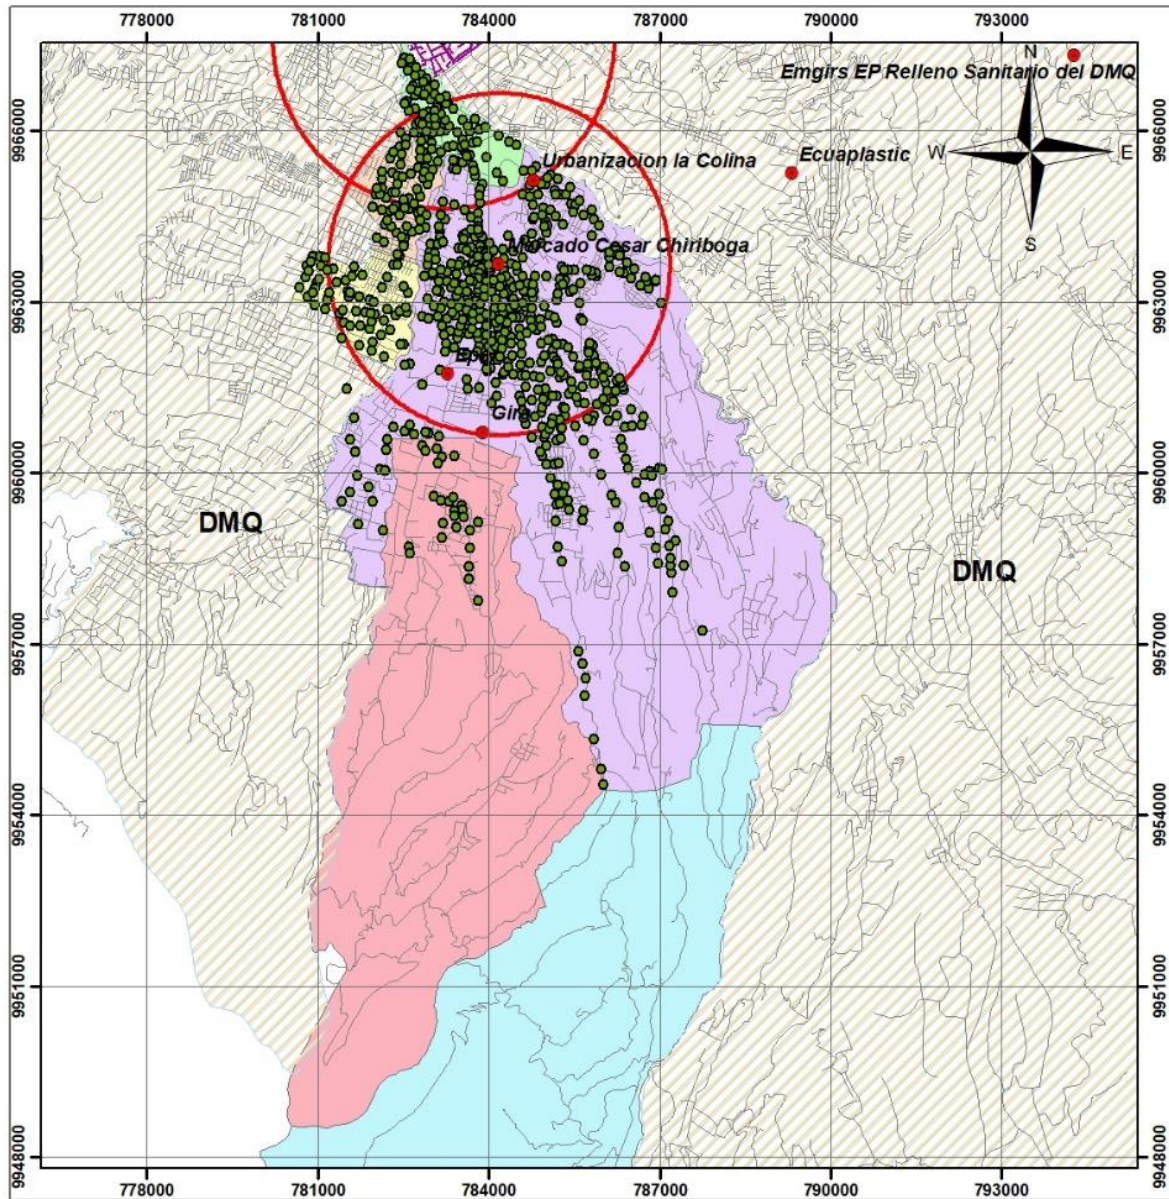 778000 781000 784000 787000 790000 793000
N
Emgirs EP Relleno Sanitario del DMQ
9966000 9966000
W E
Urbanizacion la Colina
Ecuaplastic
S
Mercado Cesar Chiriboga
9963000 9963000
Gira
9960000 9960000
DMQ
DMQ
9957000 9957000
9954000 9954000
9951000 9951000
9948000 9948000
778000 781000 784000 787000 790000 793000